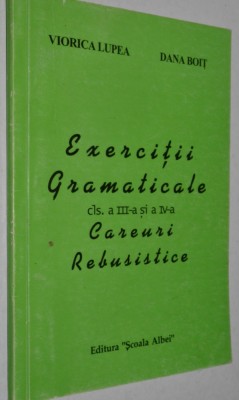 VIORICA LUPEA
DANA BOIȚ
Exerciții
Gramaticale
cls. a III-a și a IV-a
Careuri
Rebusistice
Editura "Școala Albei"